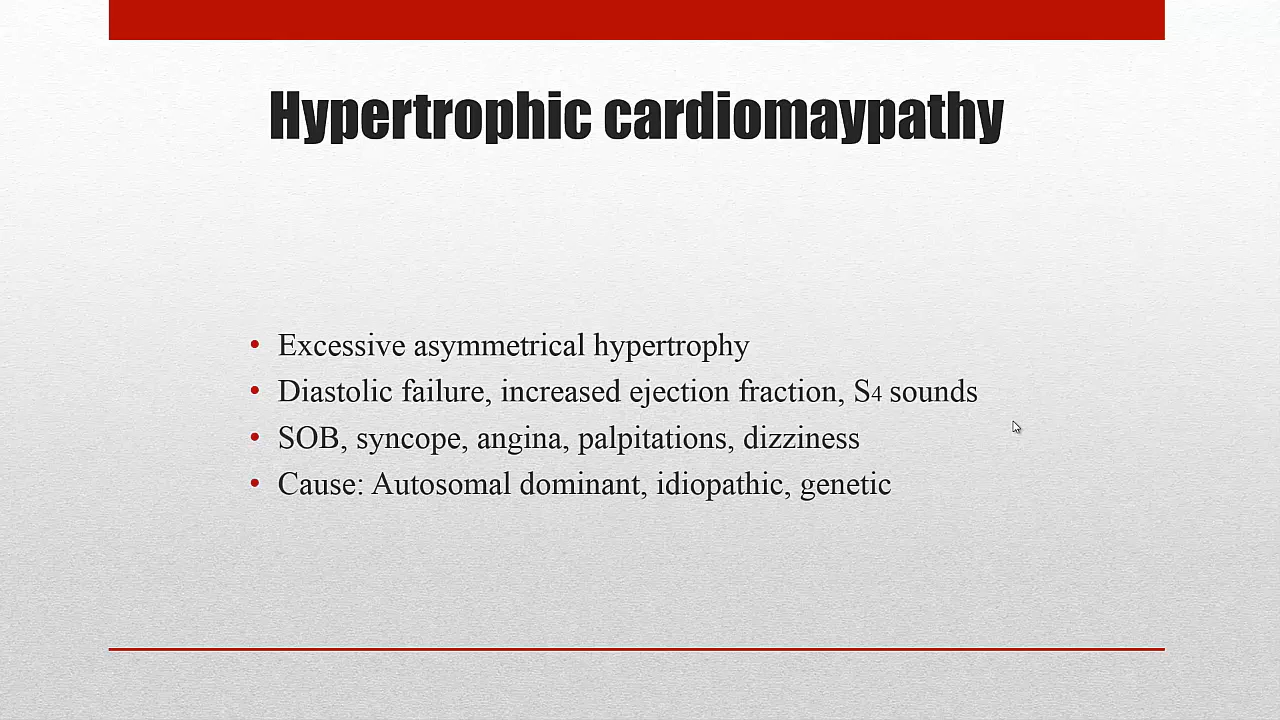 Hypertrophic cardiomaypathy
• Excessive asymmetrical hypertrophy
• Diastolic failure, increased ejection fraction, S4 sounds
• SOB, syncope, angina, palpitations, dizziness
• Cause: Autosomal dominant, idiopathic, genetic